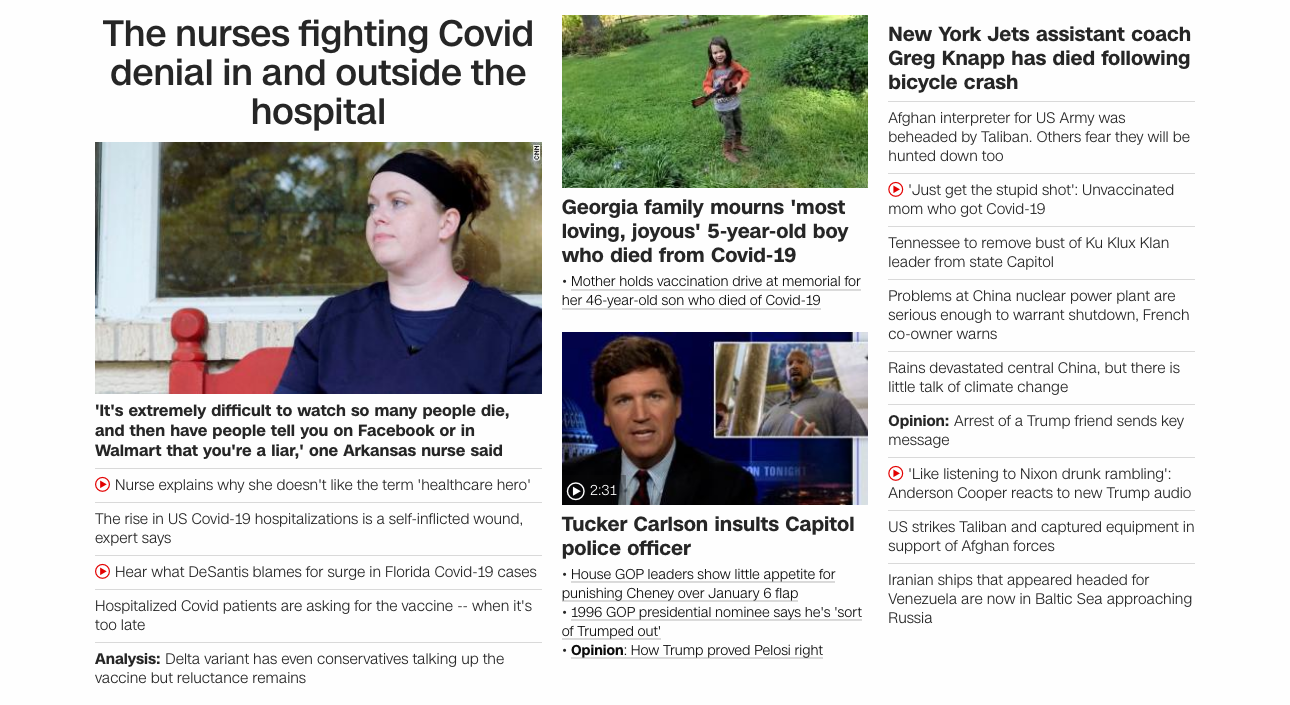 The nurses fighting Covid
denial in and outside the
hospital
CNN
'It's extremely difficult to watch so many people die,
and then have people tell you on Facebook or in
Walmart that you're a liar,' one Arkansas nurse said
Nurse explains why she doesn't like the term 'healthcare hero'
The rise in US Covid-19 hospitalizations is a self-inflicted wound,
expert says
Hear what DeSantis blames for surge in Florida Covid-19 cases
Hospitalized Covid patients are asking for the vaccine -- when it's
too late
Analysis: Delta variant has even conservatives talking up the
vaccine but reluctance remains
Georgia family mourns 'most
loving, joyous' 5-year-old boy
who died from Covid-19
• Mother holds vaccination drive at memorial for
her 46-year-old son who died of Covid-19
ON TONIGHT
2:31
Tucker Carlson insults Capitol
police officer
• House GOP leaders show little appetite for
punishing Cheney over January 6 flap
• 1996 GOP presidential nominee says he's 'sort
of Trumped out'
• Opinion: How Trump proved Pelosi right
New York Jets assistant coach
Greg Knapp has died following
bicycle crash
Afghan interpreter for US Army was
beheaded by Taliban. Others fear they will be
hunted down too
'Just get the stupid shot': Unvaccinated
mom who got Covid-19
Tennessee to remove bust of Ku Klux Klan
leader from state Capitol
Problems at China nuclear power plant are
serious enough to warrant shutdown, French
co-owner warns
Rains devastated central China, but there is
little talk of climate change
Opinion: Arrest of a Trump friend sends key
message
'Like listening to Nixon drunk rambling':
Anderson Cooper reacts to new Trump audio
US strikes Taliban and captured equipment in
support of Afghan forces
Iranian ships that appeared headed for
Venezuela are now in Baltic Sea approaching
Russia